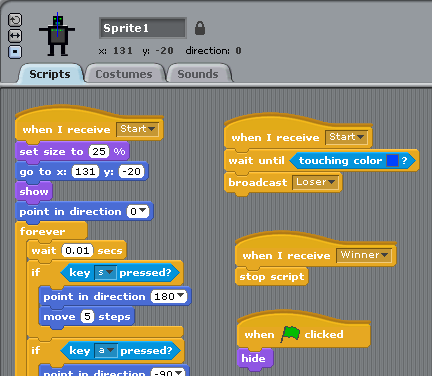 Sprite1
x: 131 y: -20 direction: 0
Scripts Costumes Sounds
when I receive Start
set size to 25 %
go to x: 131 y: -20
show
point in direction 0
forever
wait 0.01 secs
if key s pressed?
point in direction 180
move 5 steps
if key a pressed?
point in direction -90
when I receive Start
wait until touching color ?
broadcast Loser
when I receive Winner
stop script
when clicked
hide